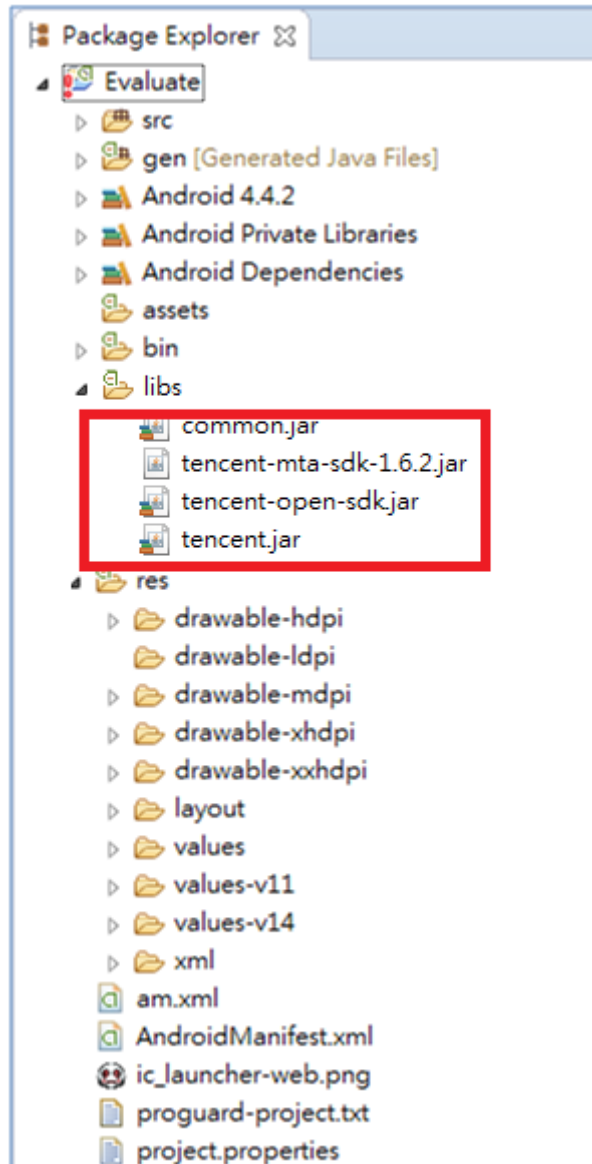 Package Explorer
Evaluate
src
gen [Generated Java Files]
Android 4.4.2
Android Private Libraries
Android Dependencies
assets
bin
libs
common.jar
tencent-mta-sdk-1.6.2.jar
tencent-open-sdk.jar
tencent.jar
res
drawable-hdpi
drawable-ldpi
drawable-mdpi
drawable-xhdpi
drawable-xxhdpi
layout
values
values-v11
values-v14
xml
am.xml
AndroidManifest.xml
ic_launcher-web.png
proguard-project.txt
project.properties